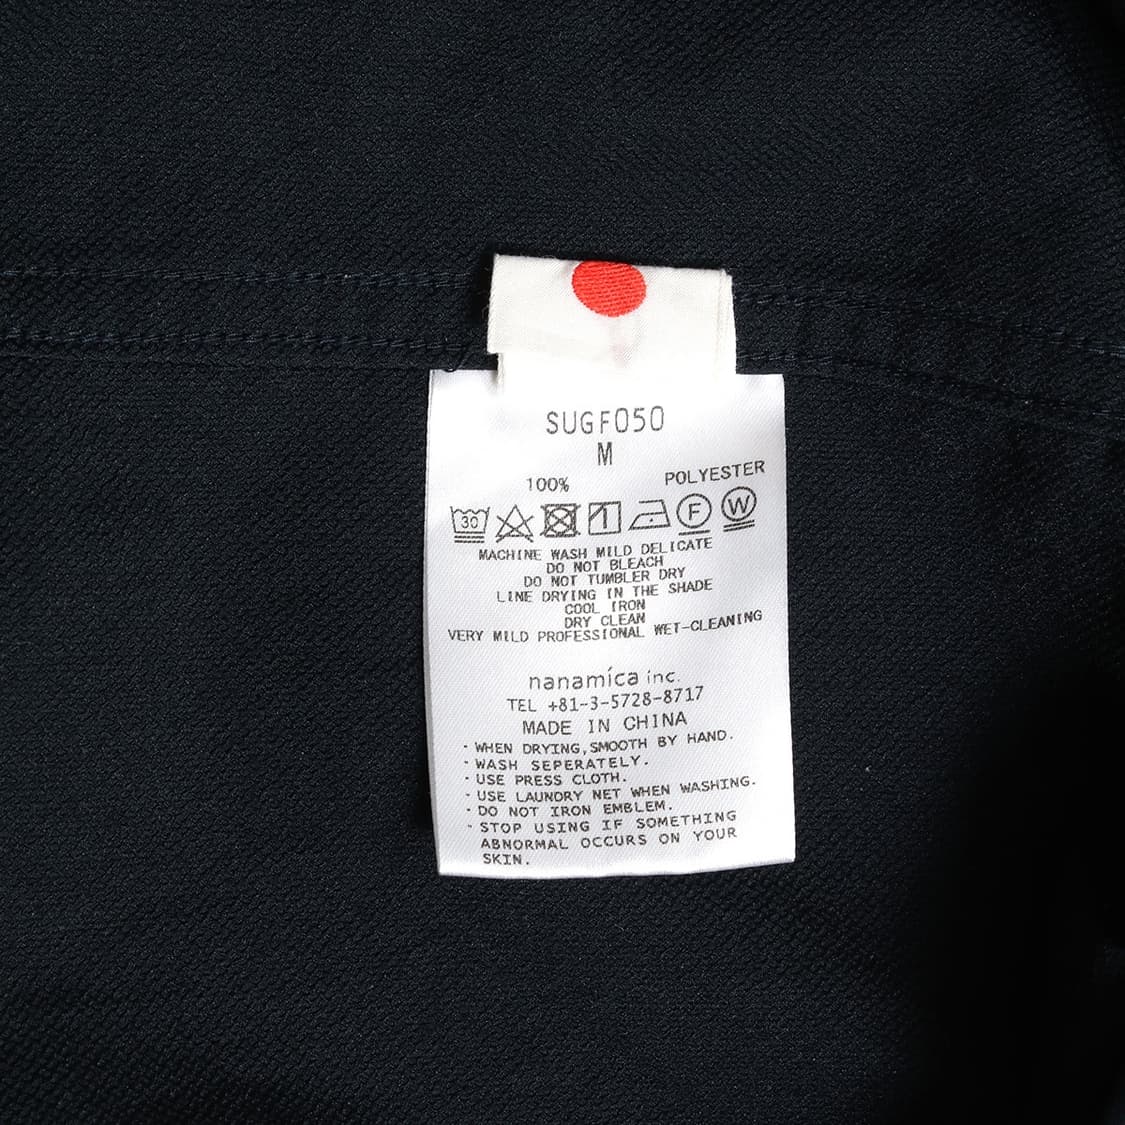 SUGF050
M
100% POLYESTER
30 F W
MACHINE WASH MILD DELICATE
DO NOT BLEACH
DO NOT TUMBLER DRY
LINE DRYING IN THE SHADE
COOL IRON
DRY CLEAN
VERY MILD PROFESSIONAL WET-CLEANING
nanamíca inc.
TEL +81-3-5728-8717
MADE IN CHINA
・WHEN DRYING,SMOOTH BY HAND.
・WASH SEPERATELY.
・USE PRESS CLOTH.
・USE LAUNDRY NET WHEN WASHING.
・DO NOT IRON EMBLEM.
・STOP USING IF SOMETHING
ABNORMAL OCCURS ON YOUR
SKIN.